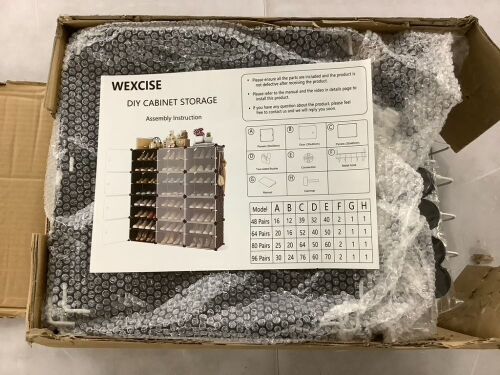 WEXCISE
DIY CABINET STORAGE
Assembly Instruction
• Please ensure all the parts are included and the product is
not defective after receiving the product.
• Please refer to the manual and the video in details page to
install this product.
• If you have any question about the product, please feel
free to contact us and we will reply you.
A B C
D E F
G H
Model A B C D E F G H
48 Pairs 16 12 39 32 40 2 1 1
64 Pairs 20 16 52 40 50 2 1 1
80 Pairs 25 20 64 50 60 2 1 1
96 Pairs 30 24 76 60 70 2 1 1